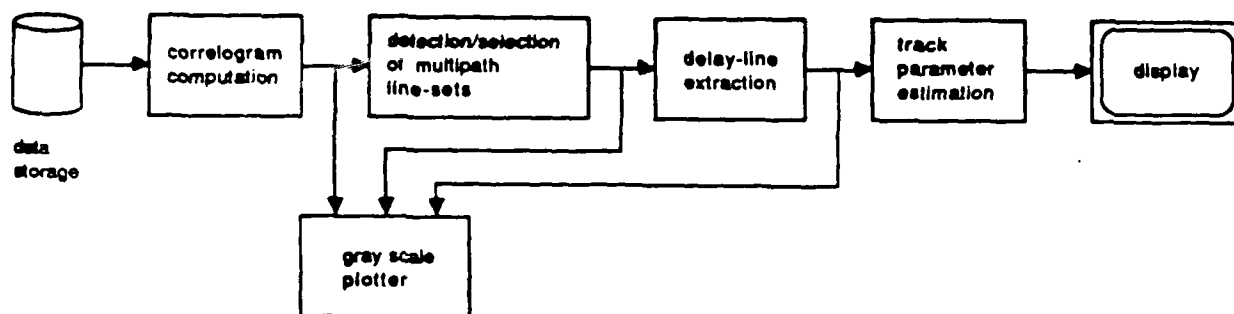 data
storage
correlogram
computation
detection/selection
of multipath
line-sets
delay-line
extraction
track
parameter
estimation
display
gray scale
plotter